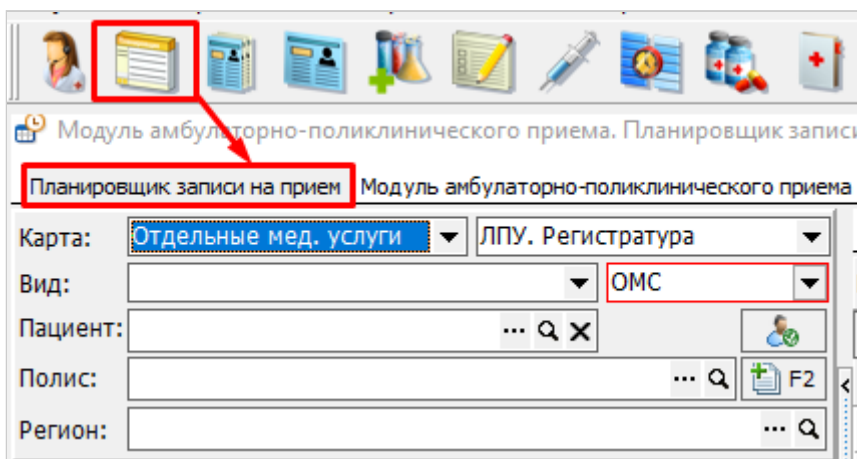 Модуль амбулаторно-поликлинического приема. Планировщик записи
Планировщик записи на прием Модуль амбулаторно-поликлинического приема
Карта: Отдельные мед. услуги ЛПУ. Регистратура
Вид: ОМС
Пациент:
Полис: F2
Регион: